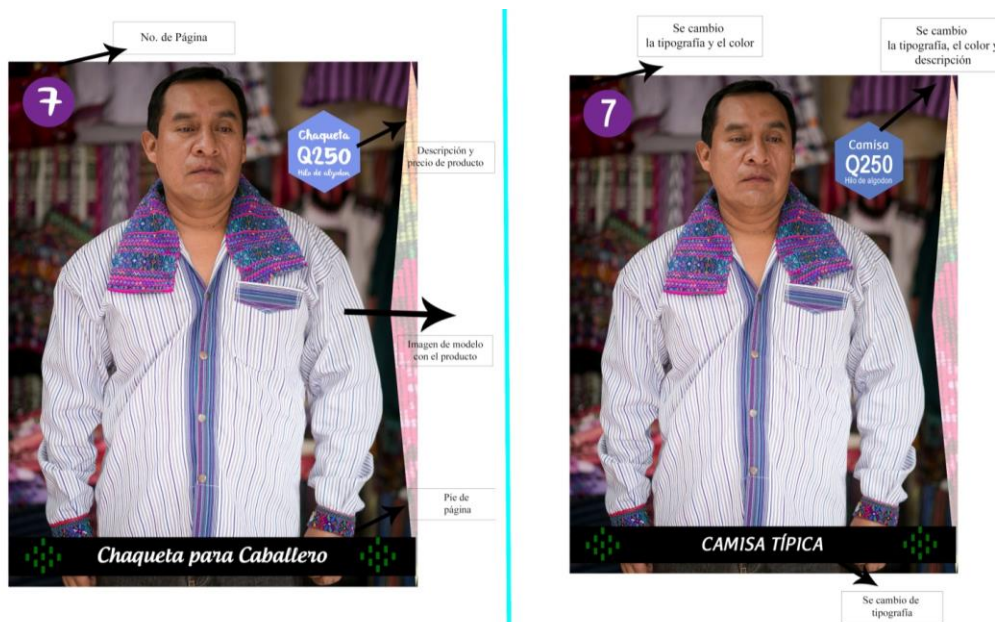 No. de Página
7
Chaqueta
Q250
Hilo de algodon
Descripción y
precio de producto
Imagen de modelo
con el producto
Pie de
página
Chaqueta para Caballero
Se cambio
la tipografía y el color
Se cambio
la tipografía, el color y
descripción
7
Camisa
Q250
Hilo de algodon
CAMISA TÍPICA
Se cambio de
tipografía